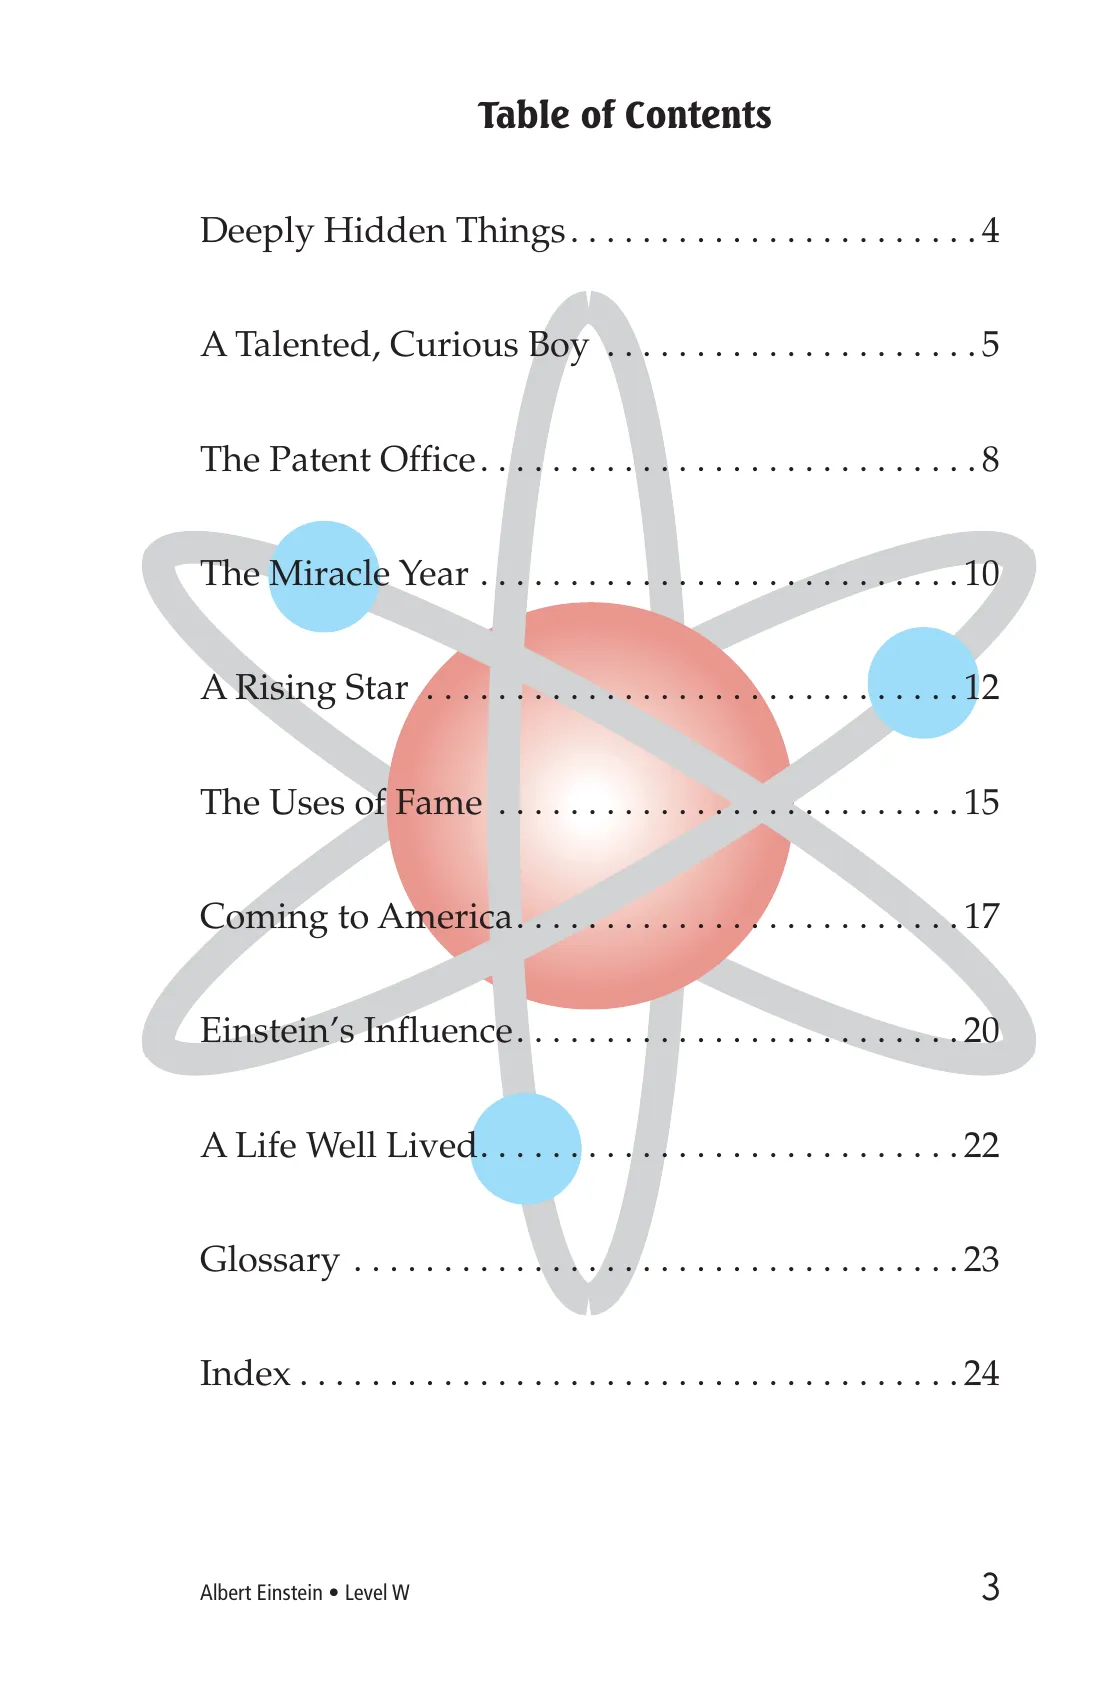 Table of Contents
Deeply Hidden Things. . . . . . . . . . . . . . . . . . . . . . . 4
A Talented, Curious Boy . . . . . . . . . . . . . . . . . . . . . 5
The Patent Office. . . . . . . . . . . . . . . . . . . . . . . . . . . . 8
The Miracle Year . . . . . . . . . . . . . . . . . . . . . . . . . . . 10
A Rising Star . . . . . . . . . . . . . . . . . . . . . . . . . . . . . . 12
The Uses of Fame . . . . . . . . . . . . . . . . . . . . . . . . . . 15
Coming to America. . . . . . . . . . . . . . . . . . . . . . . . . 17
Einstein’s Influence. . . . . . . . . . . . . . . . . . . . . . . . . 20
A Life Well Lived. . . . . . . . . . . . . . . . . . . . . . . . . . . 22
Glossary . . . . . . . . . . . . . . . . . . . . . . . . . . . . . . . . . . 23
Index . . . . . . . . . . . . . . . . . . . . . . . . . . . . . . . . . . . . . 24
Albert Einstein • Level W 3